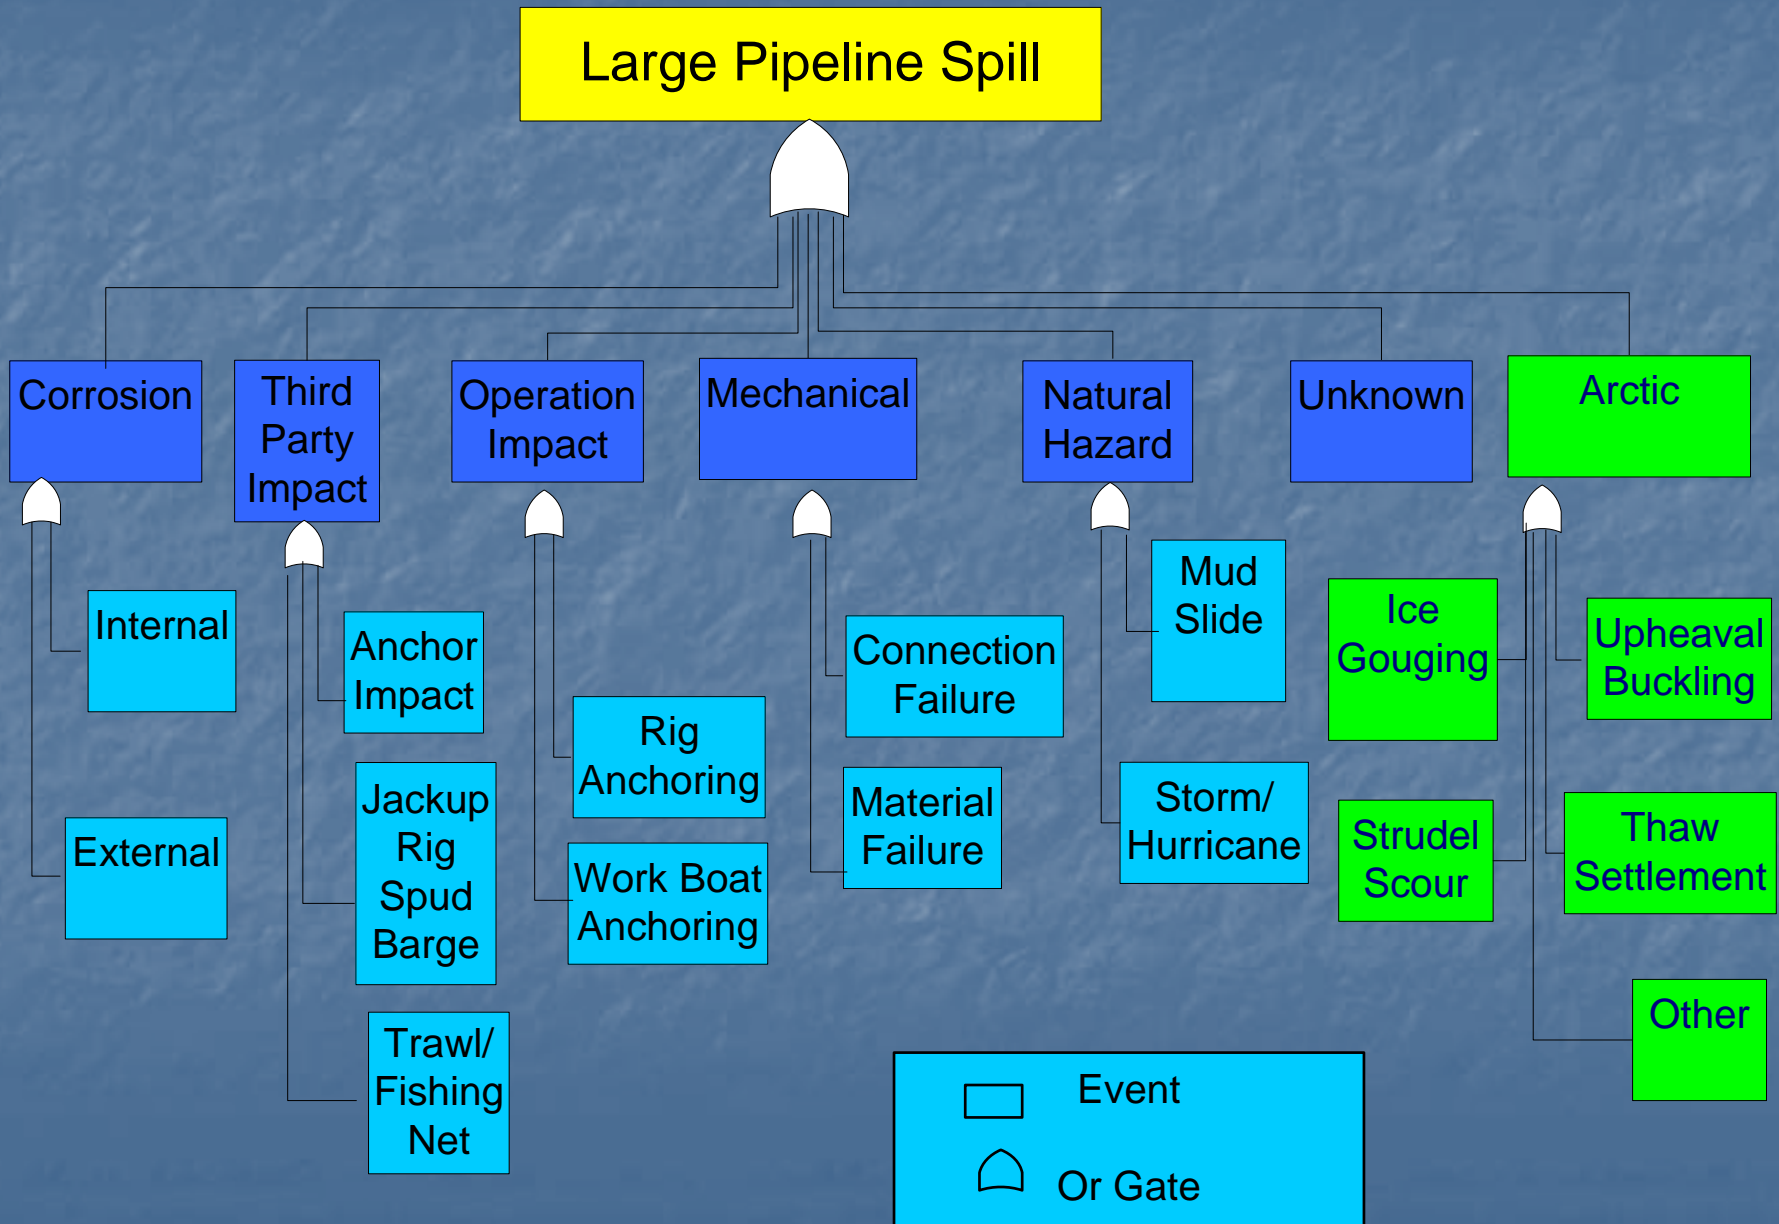 Large Pipeline Spill
Corrosion
Third
Party
Impact
Operation
Impact
Mechanical
Natural
Hazard
Unknown
Arctic
Internal
External
Anchor
Impact
Jackup
Rig
Spud
Barge
Trawl/
Fishing
Net
Rig
Anchoring
Work Boat
Anchoring
Connection
Failure
Material
Failure
Mud
Slide
Storm/
Hurricane
Ice
Gouging
Strudel
Scour
Upheaval
Buckling
Thaw
Settlement
Other
Event
Or Gate